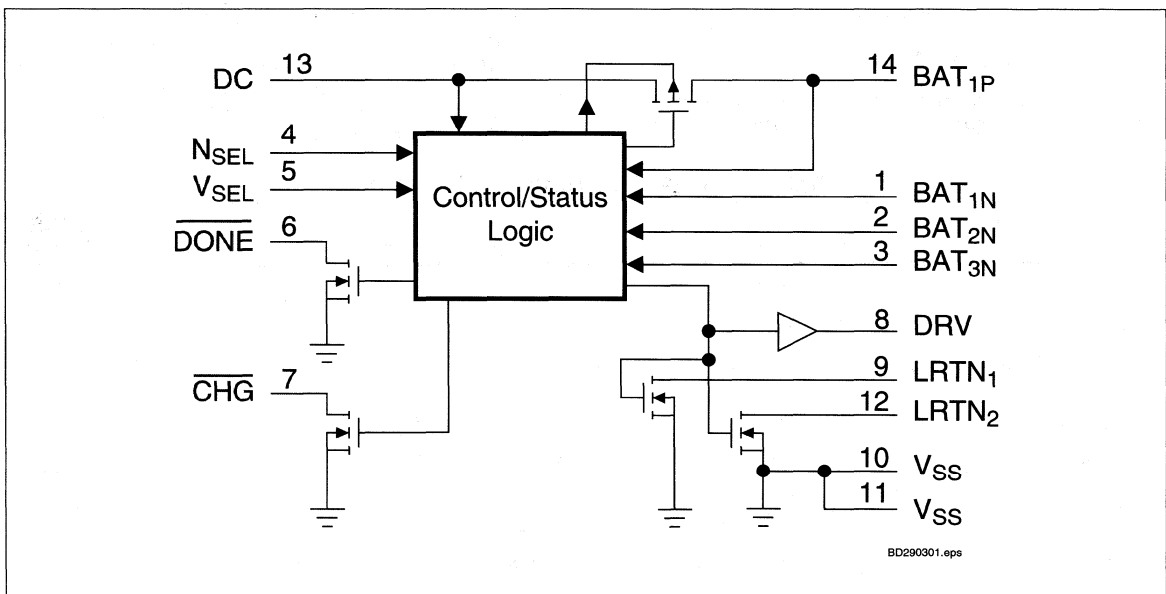 DC 13
14 BAT1P
NSEL 4
VSEL 5
DONE 6
CHG 7
Control/Status
Logic
1 BAT1N
2 BAT2N
3 BAT3N
8 DRV
9 LRTN1
12 LRTN2
10 VSS
11 VSS
BD290301.eps